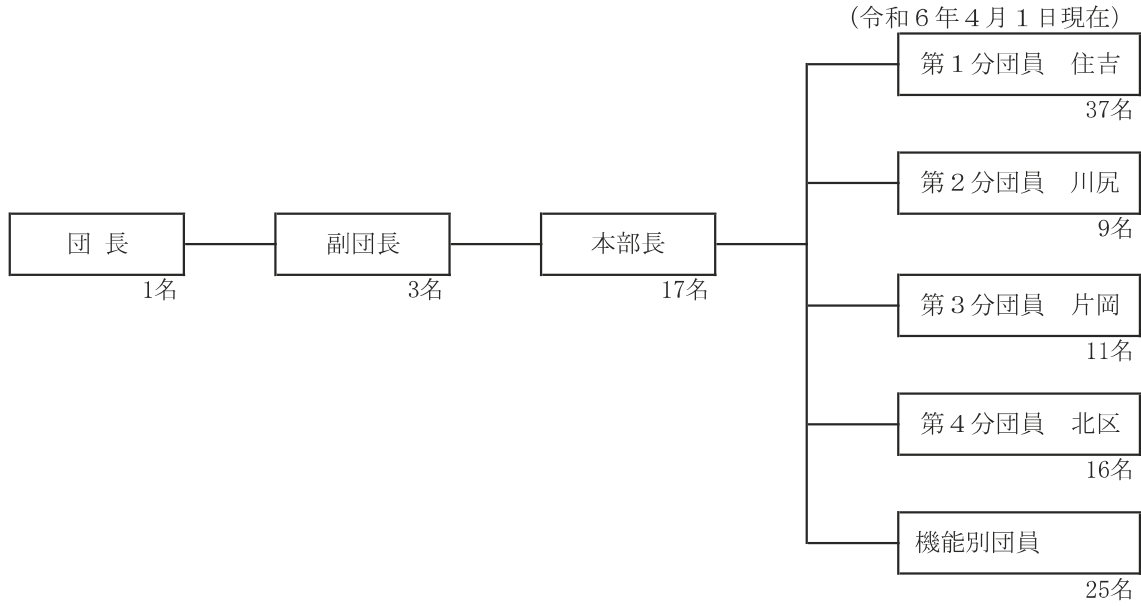 (令和６年４月１日現在)
団 長
1名
副団長
3名
本部長
17名
第１分団員　住吉
37名
第２分団員　川尻
9名
第３分団員　片岡
11名
第４分団員　北区
16名
機能別団員
25名